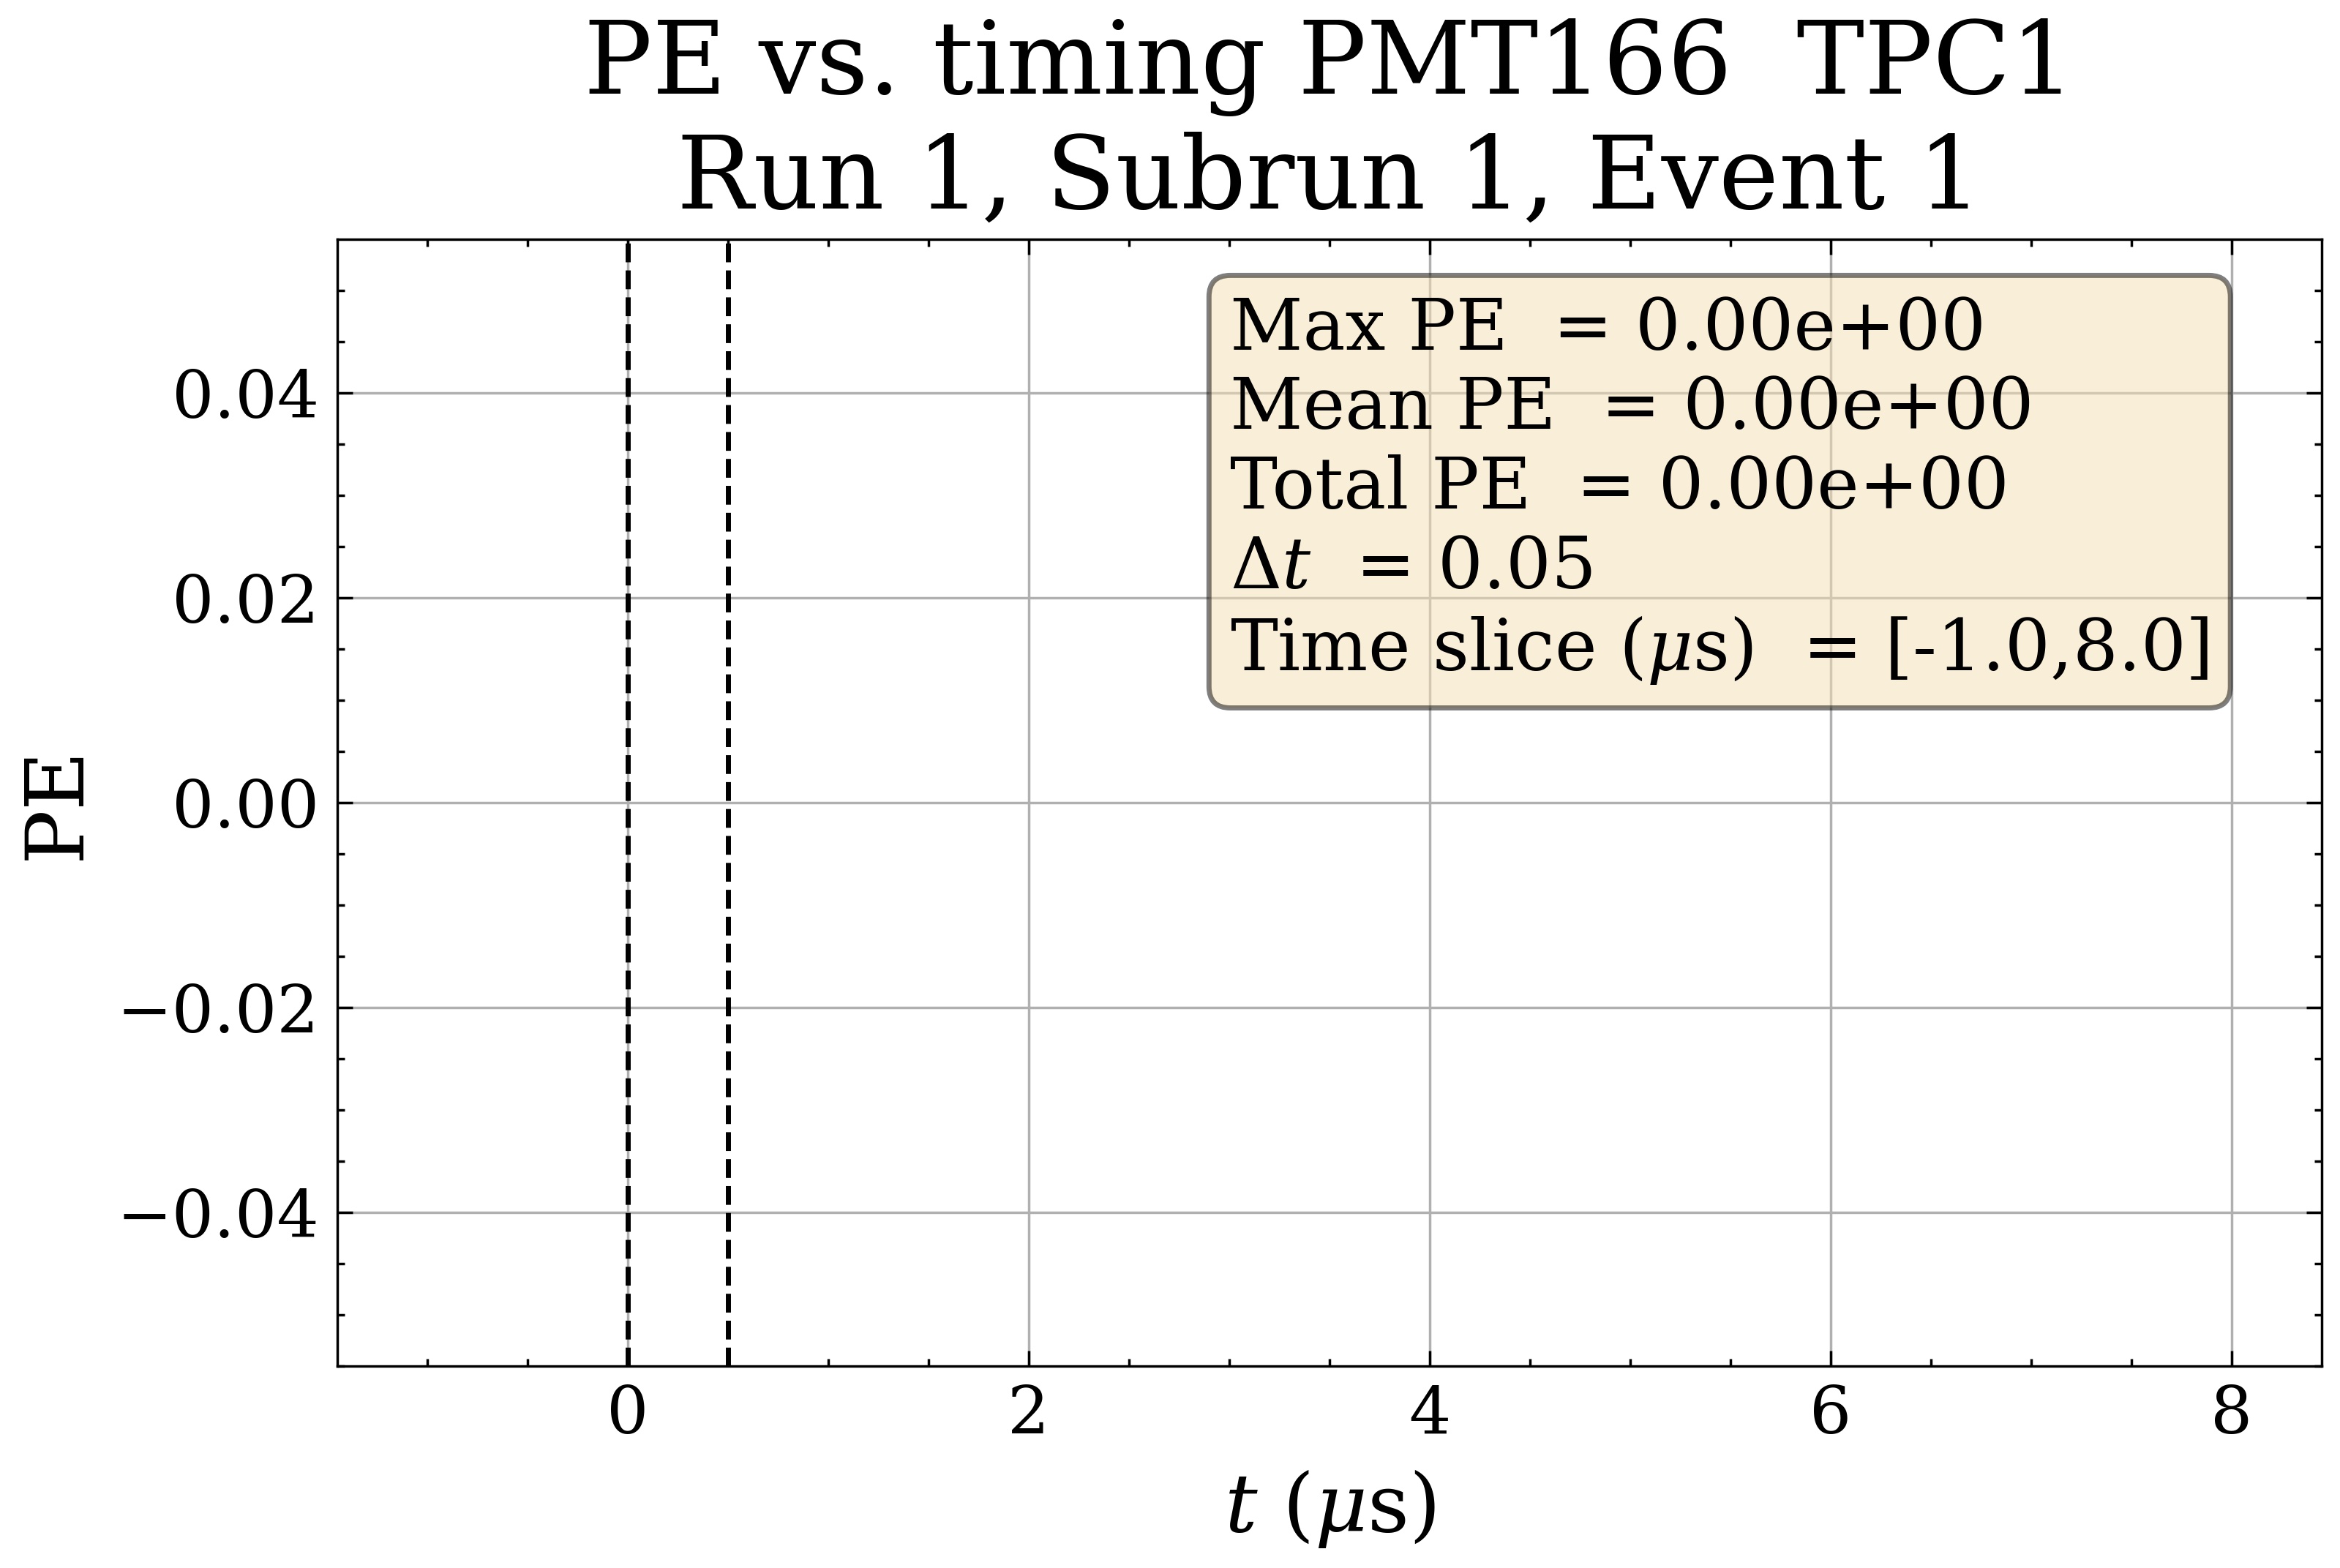 PE vs. timing PMT166  TPC1
Run 1, Subrun 1, Event 1
Max PE  = 0.00e+00
Mean PE  = 0.00e+00
Total PE  = 0.00e+00
Δt  = 0.05
Time slice (μs)  = [-1.0,8.0]
PE
0.04
0.02
0.00
−0.02
−0.04
0 2 4 6 8
t (μs)